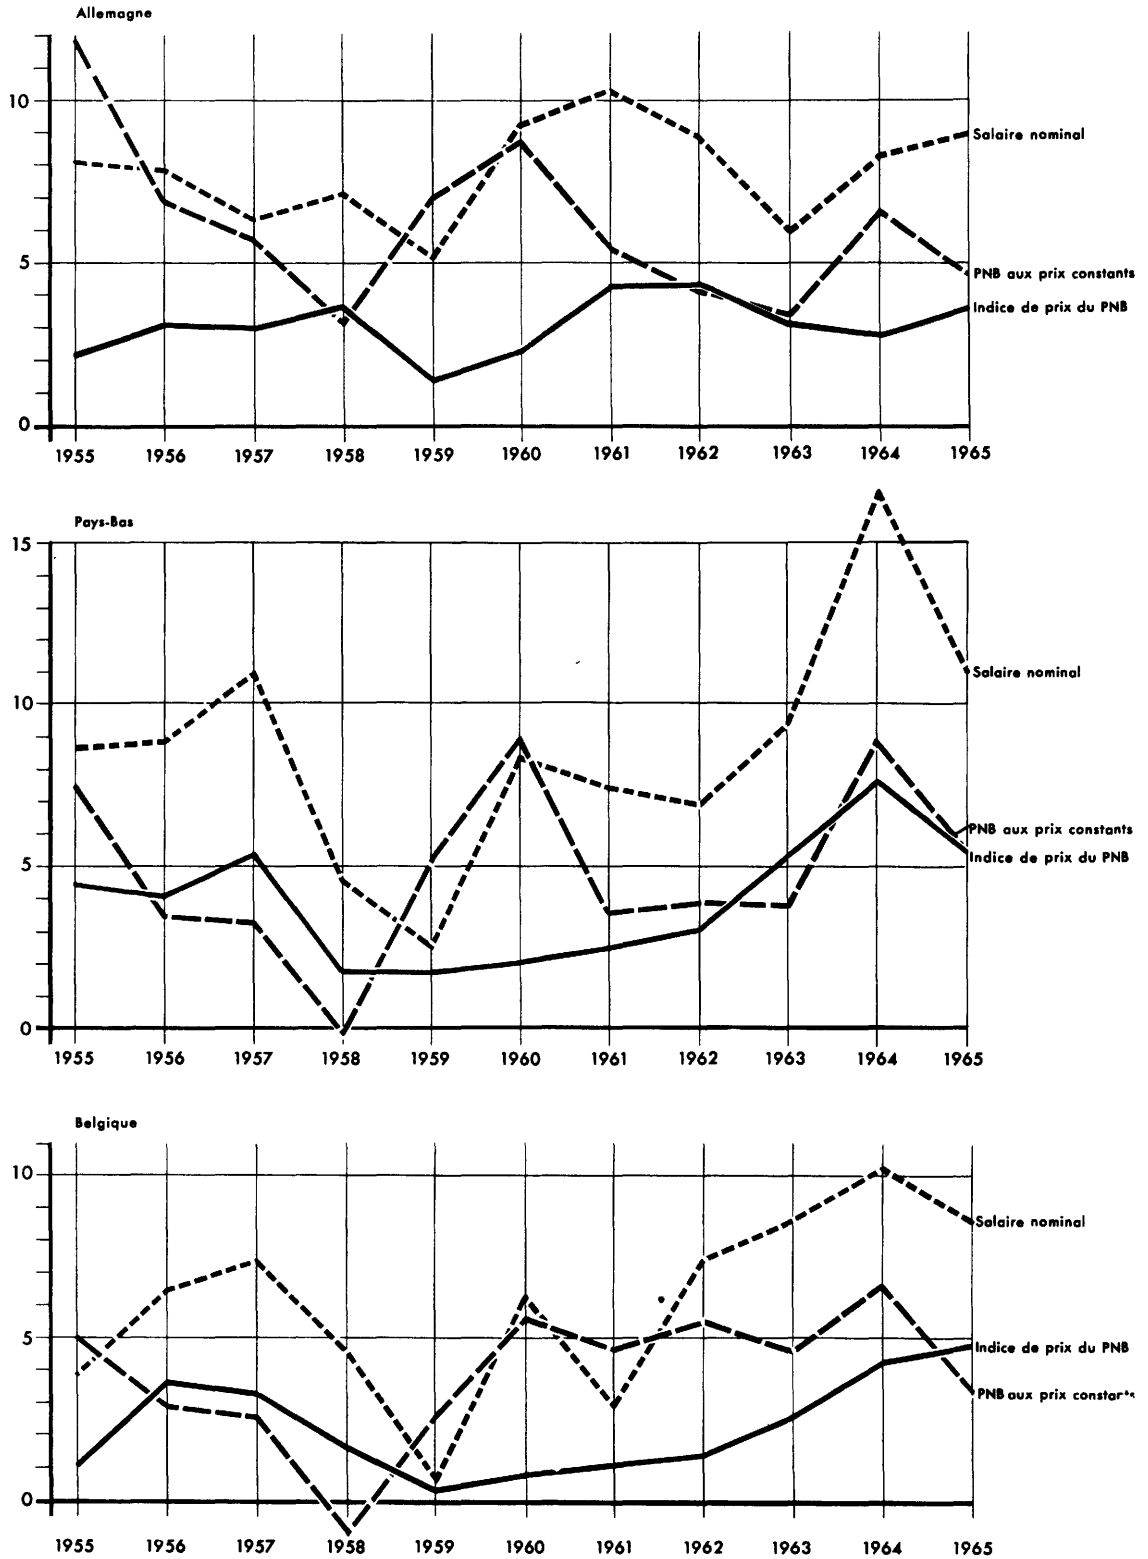 Allemagne
10
Salaire nominal
5
PNB aux prix constants
Indice de prix du PNB
0
1955 1956 1957 1958 1959 1960 1961 1962 1963 1964 1965
Pays-Bas
15
Salaire nominal
10
PNB aux prix constants
5
Indice de prix du PNB
0
1955 1956 1957 1958 1959 1960 1961 1962 1963 1964 1965
Belgique
10
Salaire nominal
5
Indice de prix du PNB
PNB aux prix
0
1955 1956 1957 1958 1959 1960 1961 1962 1963 1964 1965